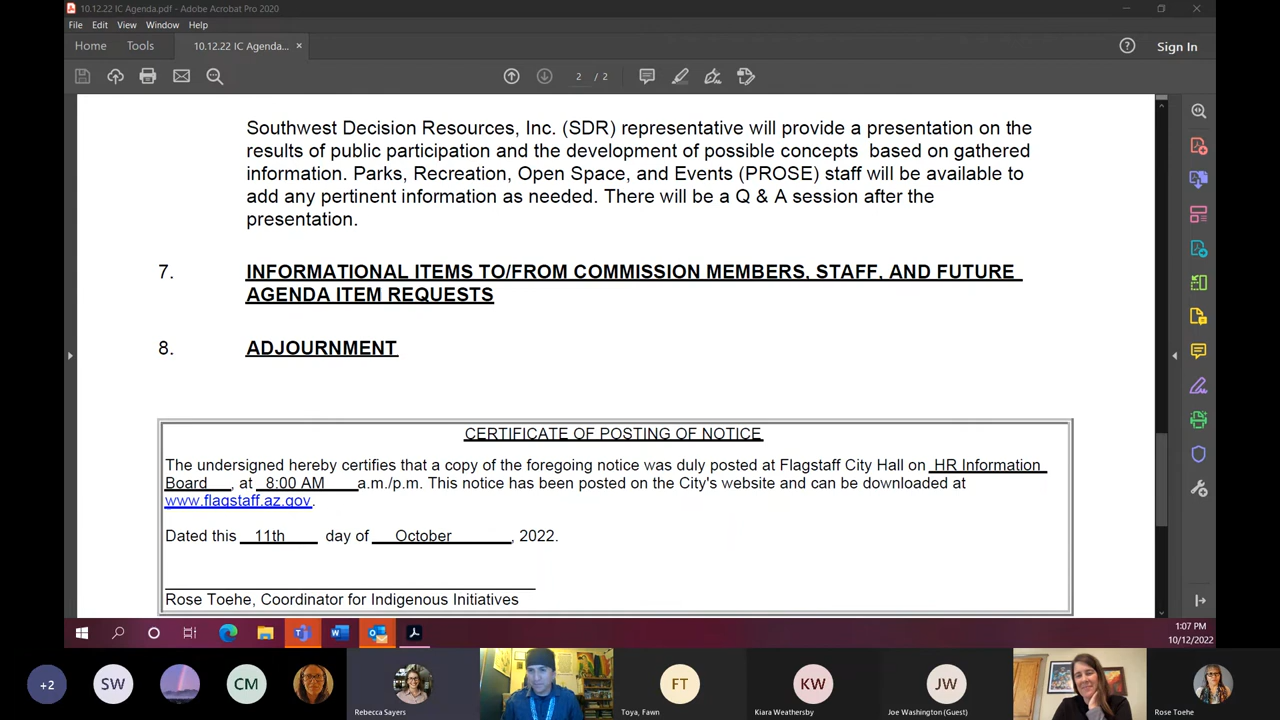 10.12.22 IC Agenda.pdf - Adobe Acrobat Pro 2020
File Edit View Window Help
Home Tools 10.12.22 IC Agenda... × Sign In
2 / 2
Southwest Decision Resources, Inc. (SDR) representative will provide a presentation on the
results of public participation and the development of possible concepts based on gathered
information. Parks, Recreation, Open Space, and Events (PROSE) staff will be available to
add any pertinent information as needed. There will be a Q & A session after the
presentation.
7. INFORMATIONAL ITEMS TO/FROM COMMISSION MEMBERS, STAFF, AND FUTURE
AGENDA ITEM REQUESTS
8. ADJOURNMENT
CERTIFICATE OF POSTING OF NOTICE
The undersigned hereby certifies that a copy of the foregoing notice was duly posted at Flagstaff City Hall on HR Information
Board , at 8:00 AM a.m./p.m. This notice has been posted on the City's website and can be downloaded at
www.flagstaff.az.gov.
Dated this 11th day of October , 2022.
Rose Toehe, Coordinator for Indigenous Initiatives
1:07 PM
10/12/2022
+2 SW CM FT KW JW
Rebecca Sayers Toya, Fawn Kiara Weathersby Joe Washington (Guest) Rose Toehe